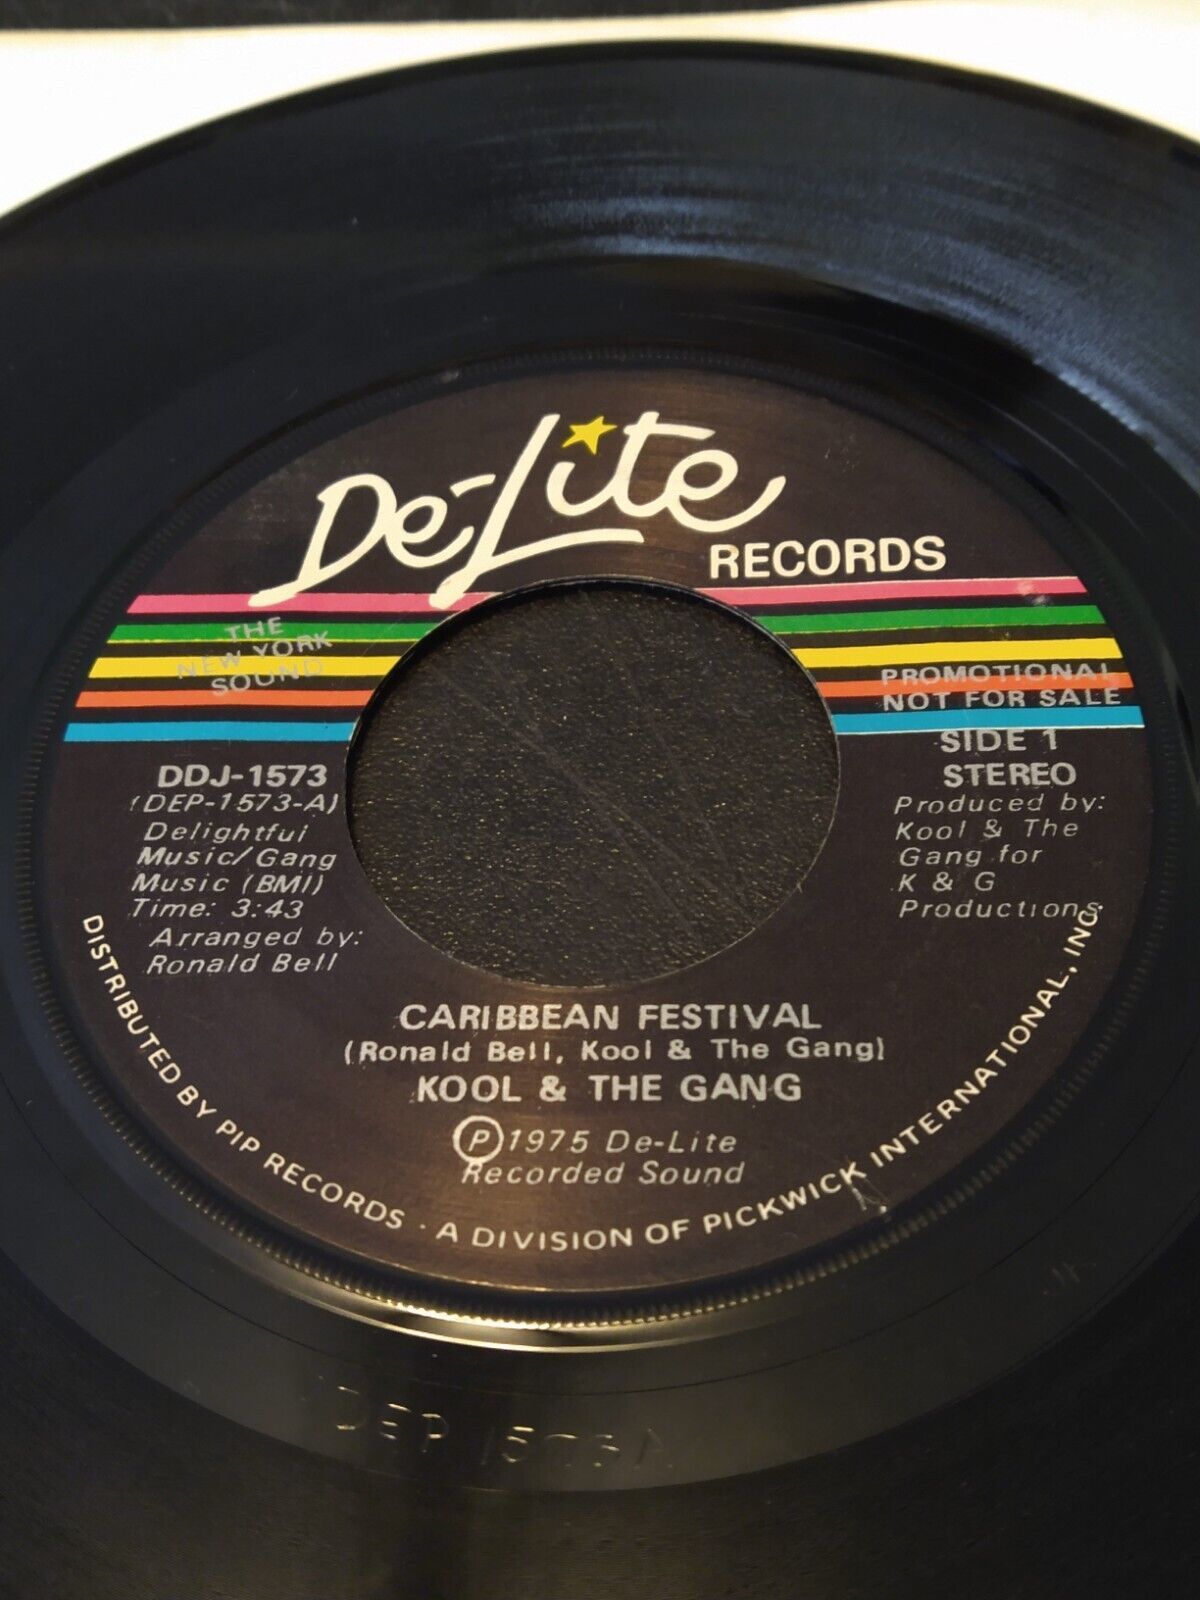 De-Lite
RECORDS
THE
NEW YORK
SOUND
PROMOTIONAL
NOT FOR SALE
SIDE 1
STEREO
DDJ-1573
(DEP-1573-A)
Delightful
Music/Gang
Music (BMI)
Time: 3:43
Arranged by:
Ronald Bell
Produced by:
Kool & The
Gang for
K & G
Productions
CARIBBEAN FESTIVAL
(Ronald Bell, Kool & The Gang)
KOOL & THE GANG
Ⓟ1975 De-Lite
Recorded Sound
DISTRIBUTED BY PIP RECORDS · A DIVISION OF PICKWICK INTERNATIONAL, INC.
DEP 1573A